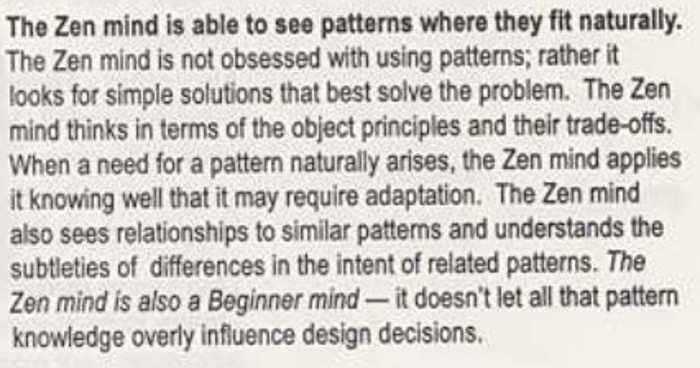 The Zen mind is able to see patterns where they fit naturally.
The Zen mind is not obsessed with using patterns; rather it
looks for simple solutions that best solve the problem.  The Zen
mind thinks in terms of the object principles and their trade-offs.
When a need for a pattern naturally arises, the Zen mind applies
it knowing well that it may require adaptation.  The Zen mind
also sees relationships to similar patterns and understands the
subtleties of  differences in the intent of related patterns. The
Zen mind is also a Beginner mind — it doesn't let all that pattern
knowledge overly influence design decisions.